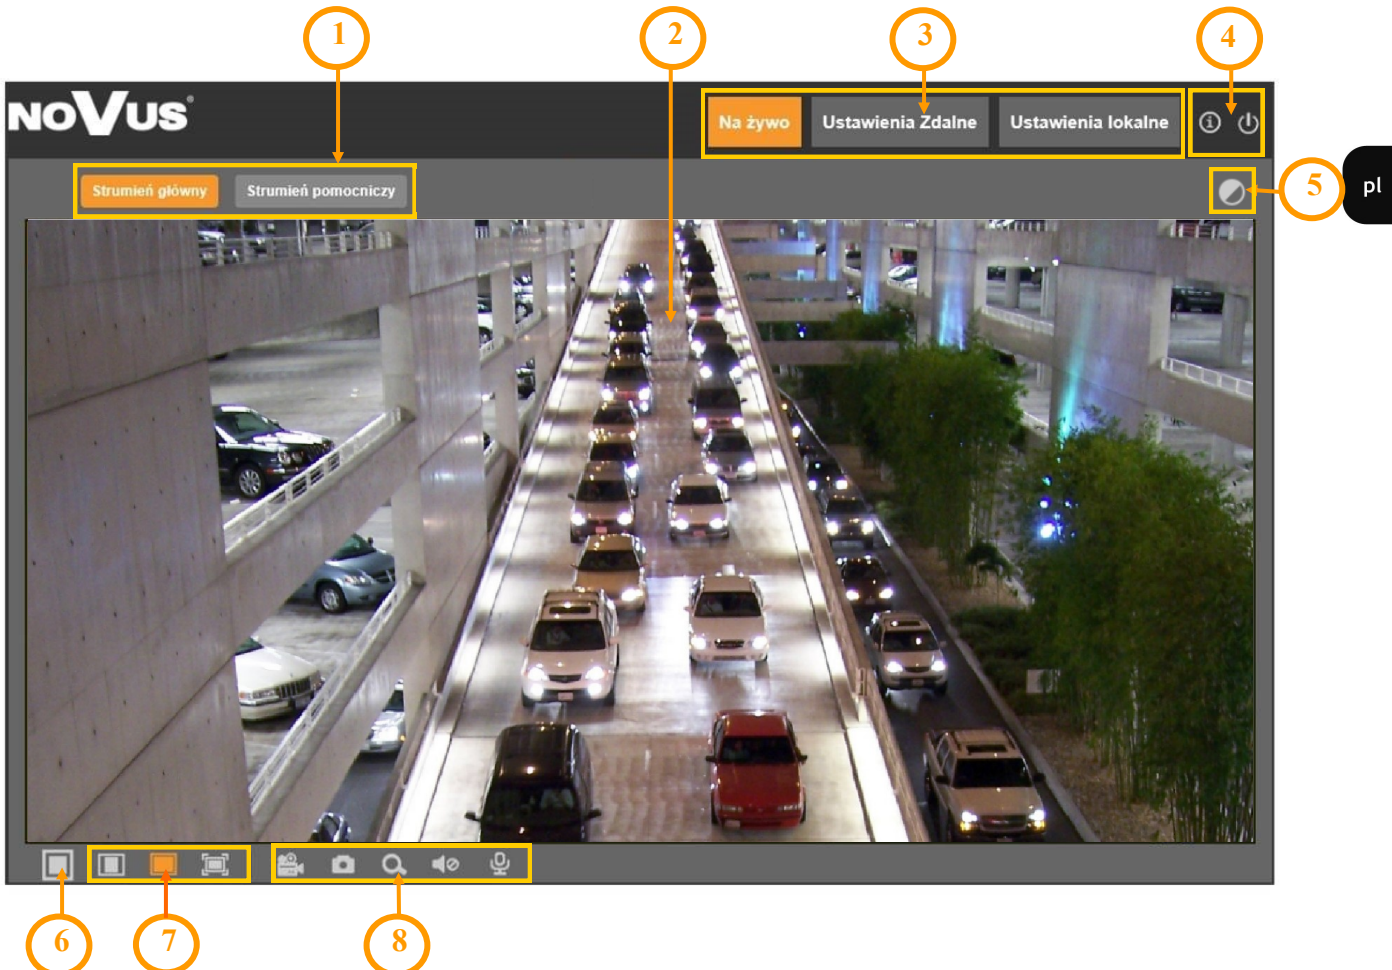 1
2
3
4
NOVUS
Na żywo
Ustawienia Zdalne
Ustawienia lokalne
Strumień główny
Strumień pomocniczy
5
pl
6
7
8